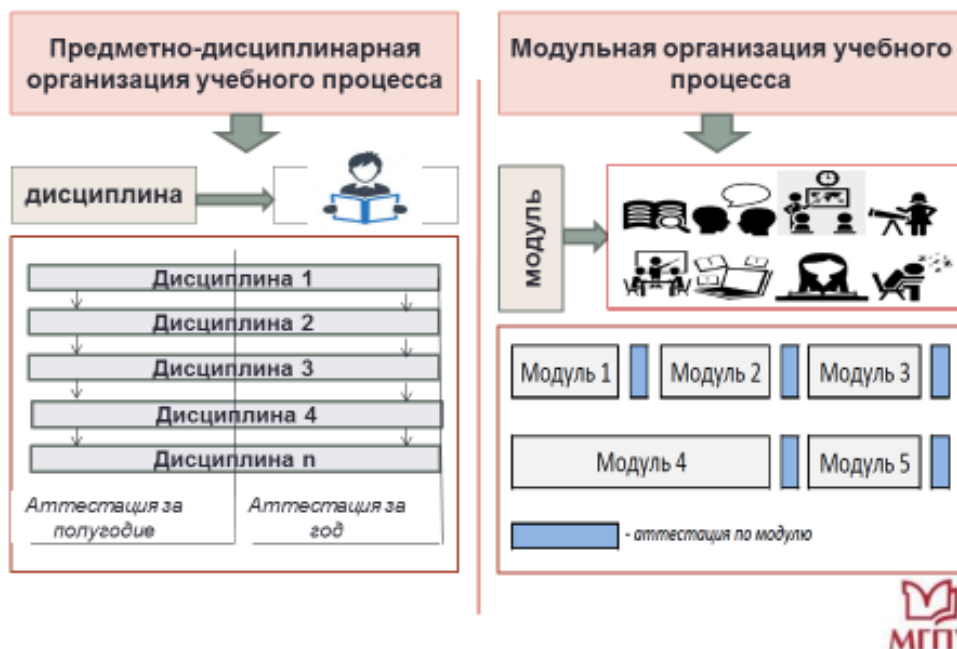 Предметно-дисциплинарная
организация учебного процесса
дисциплина
Дисциплина 1
Дисциплина 2
Дисциплина 3
Дисциплина 4
Дисциплина n
Аттестация за
полугодие
Аттестация за
год
Модульная организация учебного
процесса
модуль
Модуль 1
Модуль 2
Модуль 3
Модуль 4
Модуль 5
- аттестация по модулю